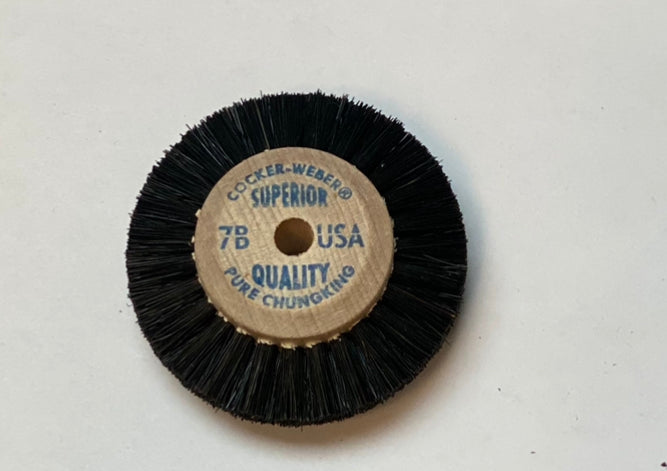 COCKER-WEBER®
SUPERIOR
7B USA
QUALITY
PURE CHUNGKING